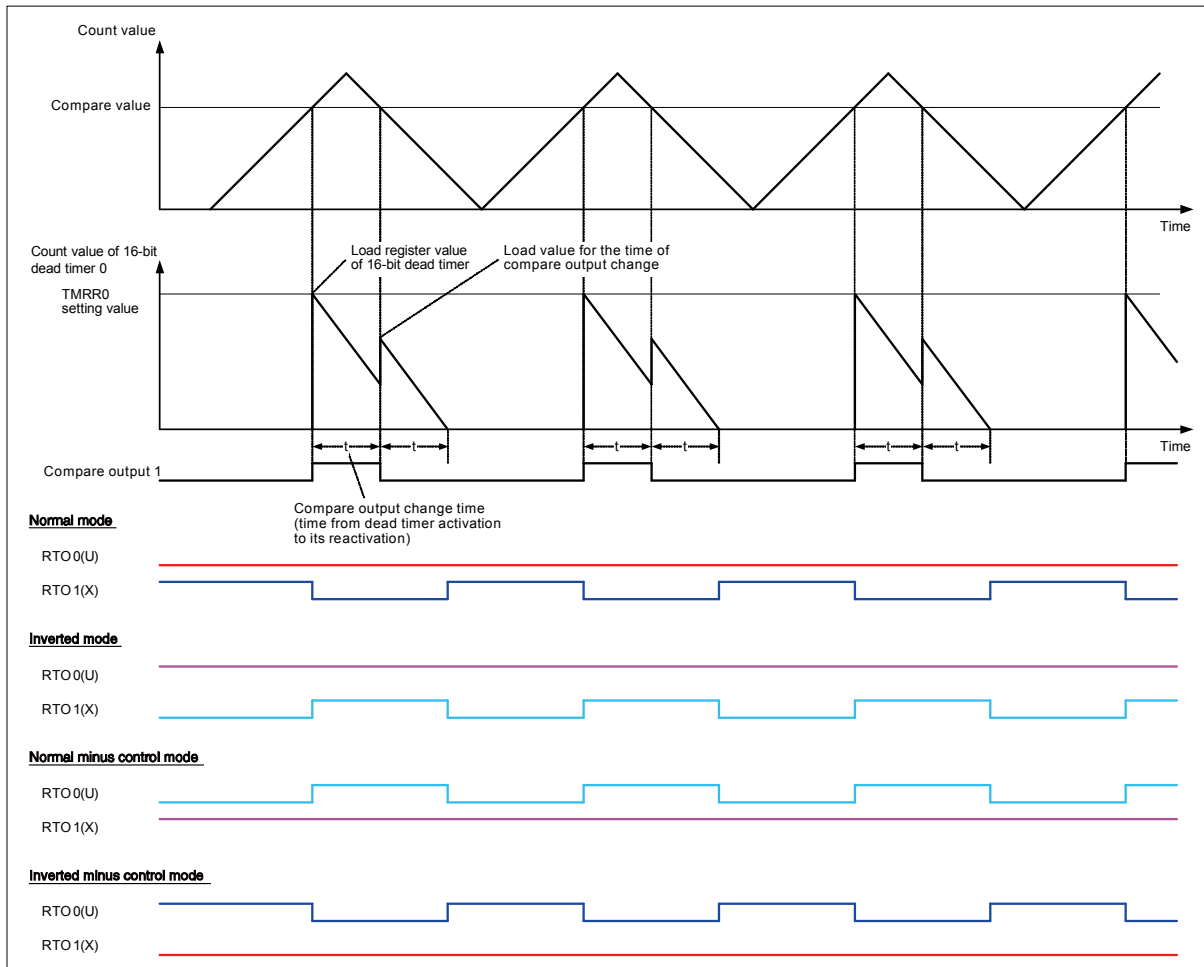 Count value
Compare value
Time
Count value of 16-bit
dead timer 0
Load register value
of 16-bit dead timer
Load value for the time of
compare output change
TMRR0
setting value
Time
t
t
t
t
t
t
Compare output 1
Compare output change time
(time from dead timer activation
to its reactivation)
Normal mode
RTO 0(U)
RTO 1(X)
Inverted mode
RTO 0(U)
RTO 1(X)
Normal minus control mode
RTO 0(U)
RTO 1(X)
Inverted minus control mode
RTO 0(U)
RTO 1(X)